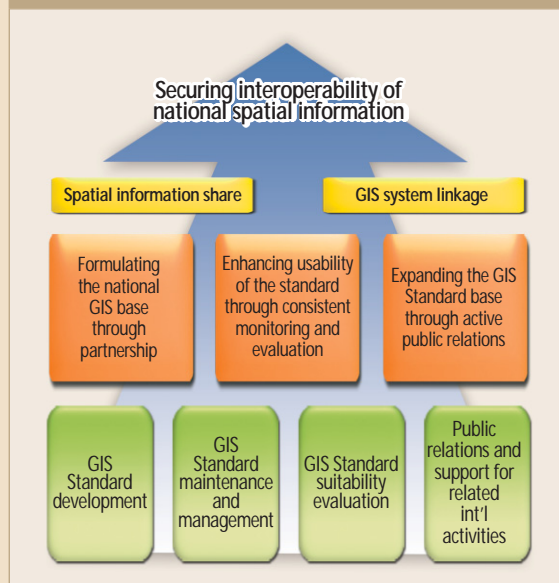 Securing interoperability of
national spatial information
Spatial information share
GIS system linkage
Formulating
the national
GIS base
through
partnership
Enhancing usability
of the standard
through consistent
monitoring and
evaluation
Expanding the GIS
Standard base
through active
public relations
GIS
Standard
development
GIS
Standard
maintenance
and
management
GIS Standard
suitability
evaluation
Public
relations and
support for
related
int'l
activities